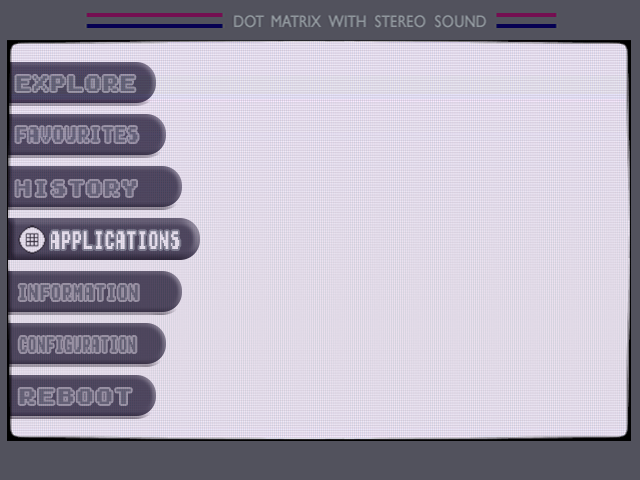 DOT MATRIX WITH STEREO SOUND
EXPLORE
FAVOURITES
HISTORY
APPLICATIONS
INFORMATION
CONFIGURATION
REBOOT